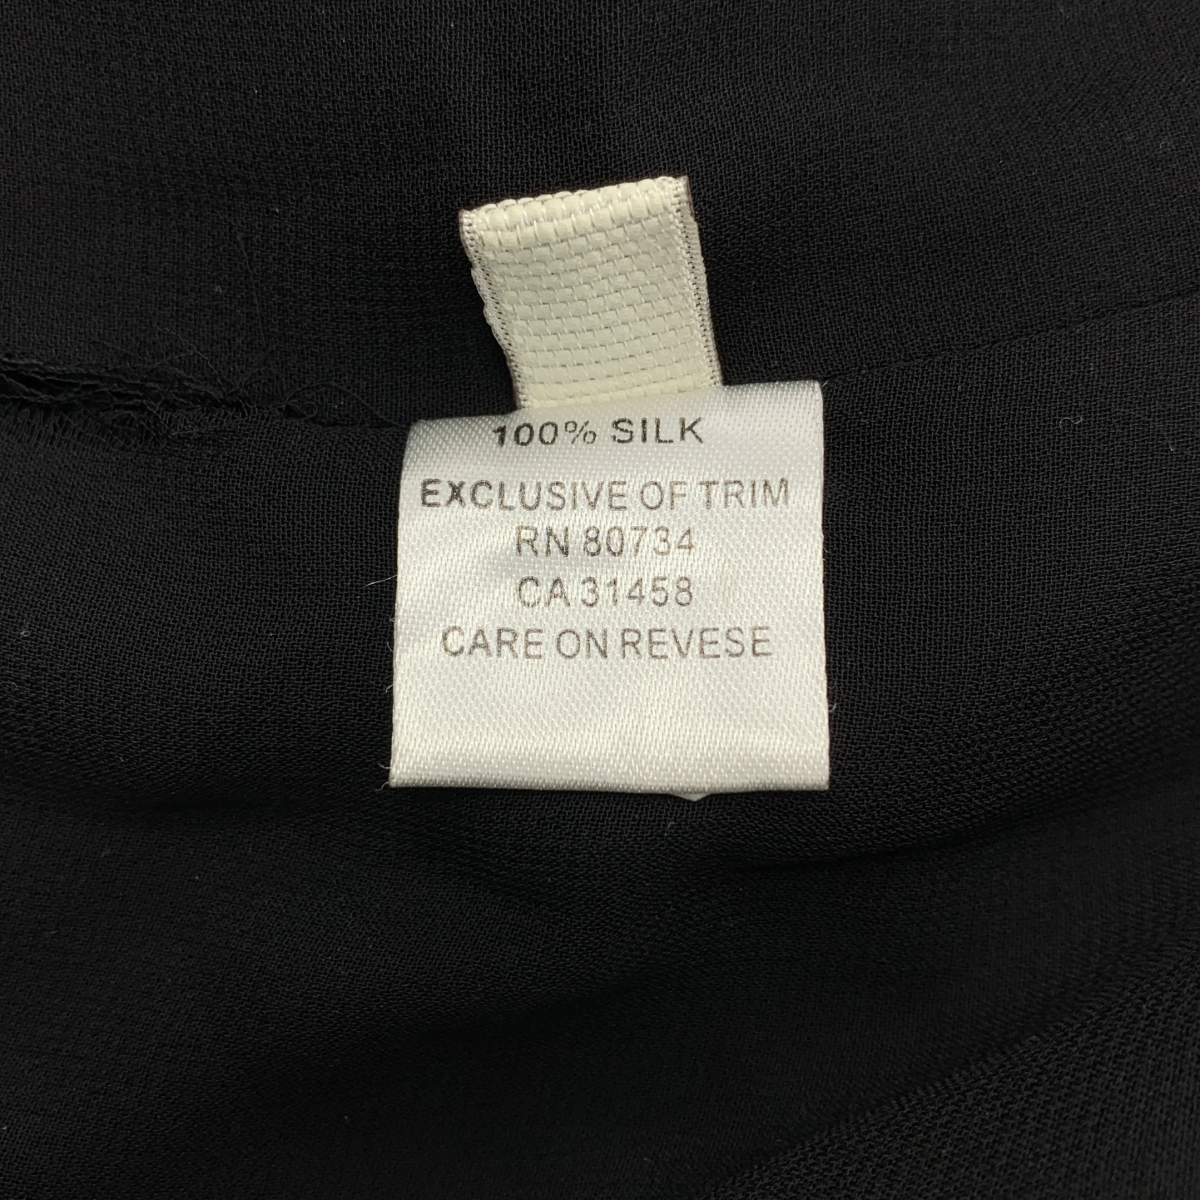 100% SILK
EXCLUSIVE OF TRIM
RN 80734
CA 31458
CARE ON REVESE